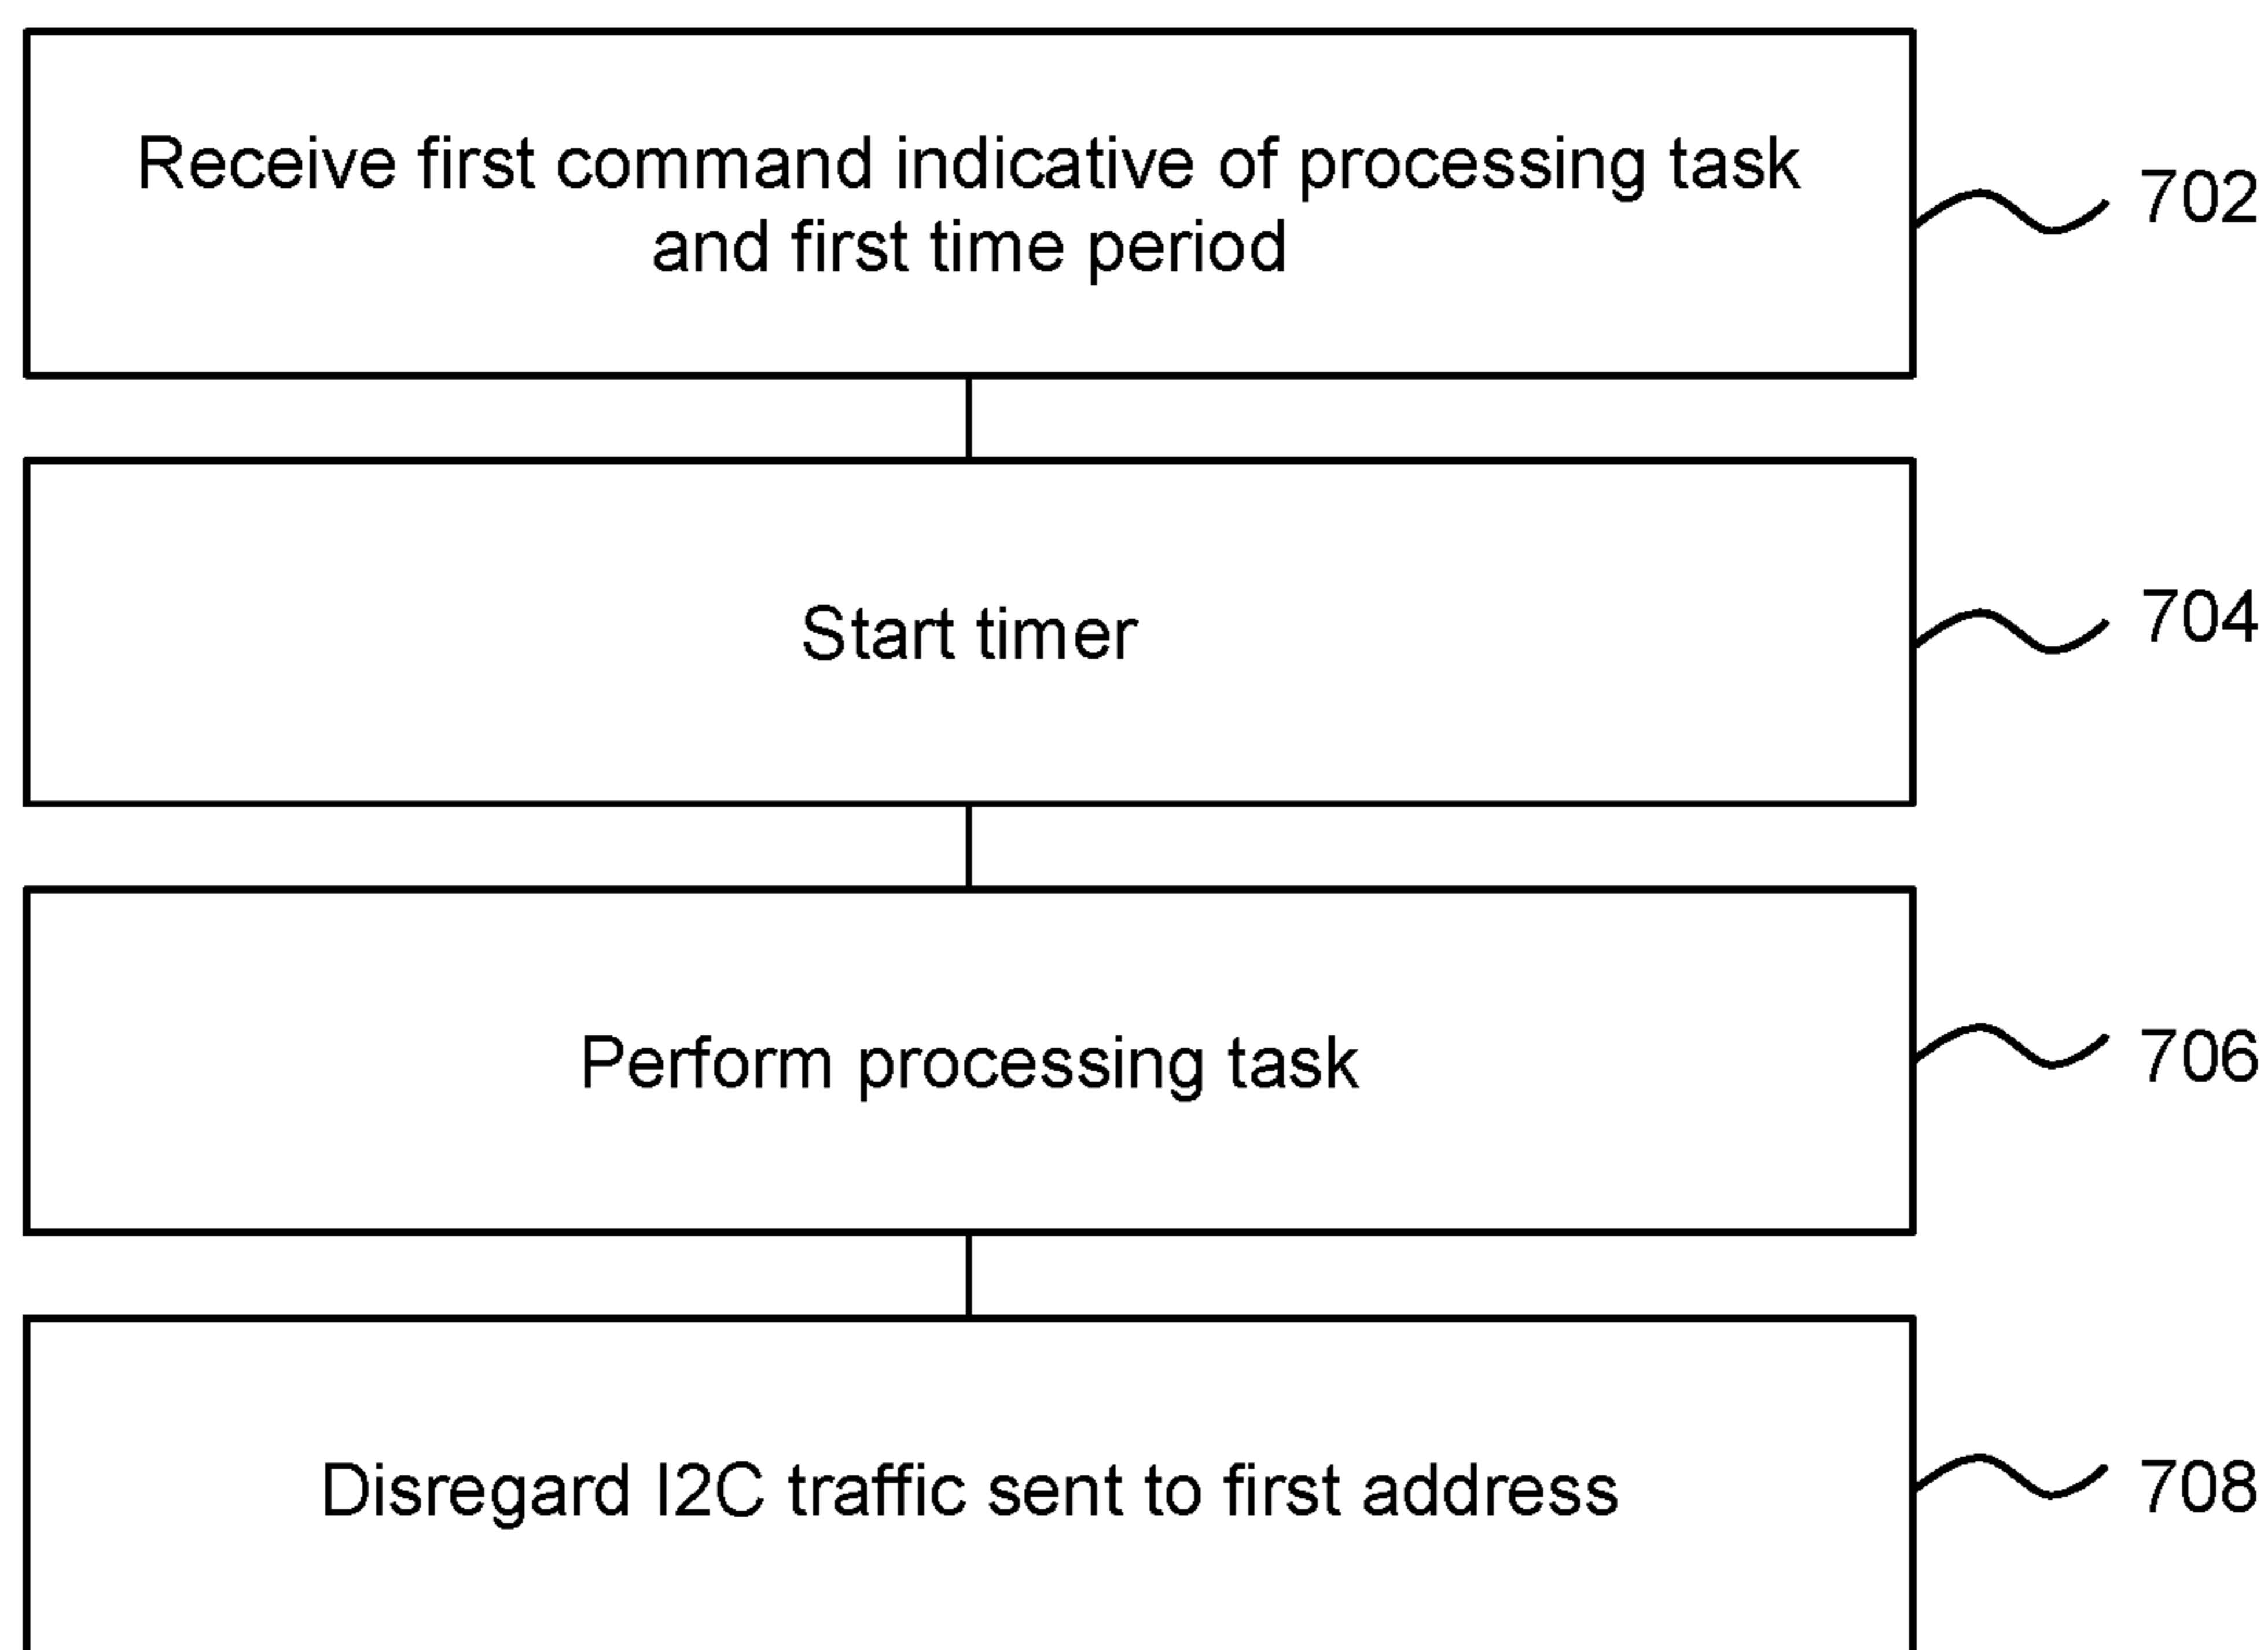 Receive first command indicative of processing task
and first time period
702
Start timer
704
Perform processing task
706
Disregard I2C traffic sent to first address
708